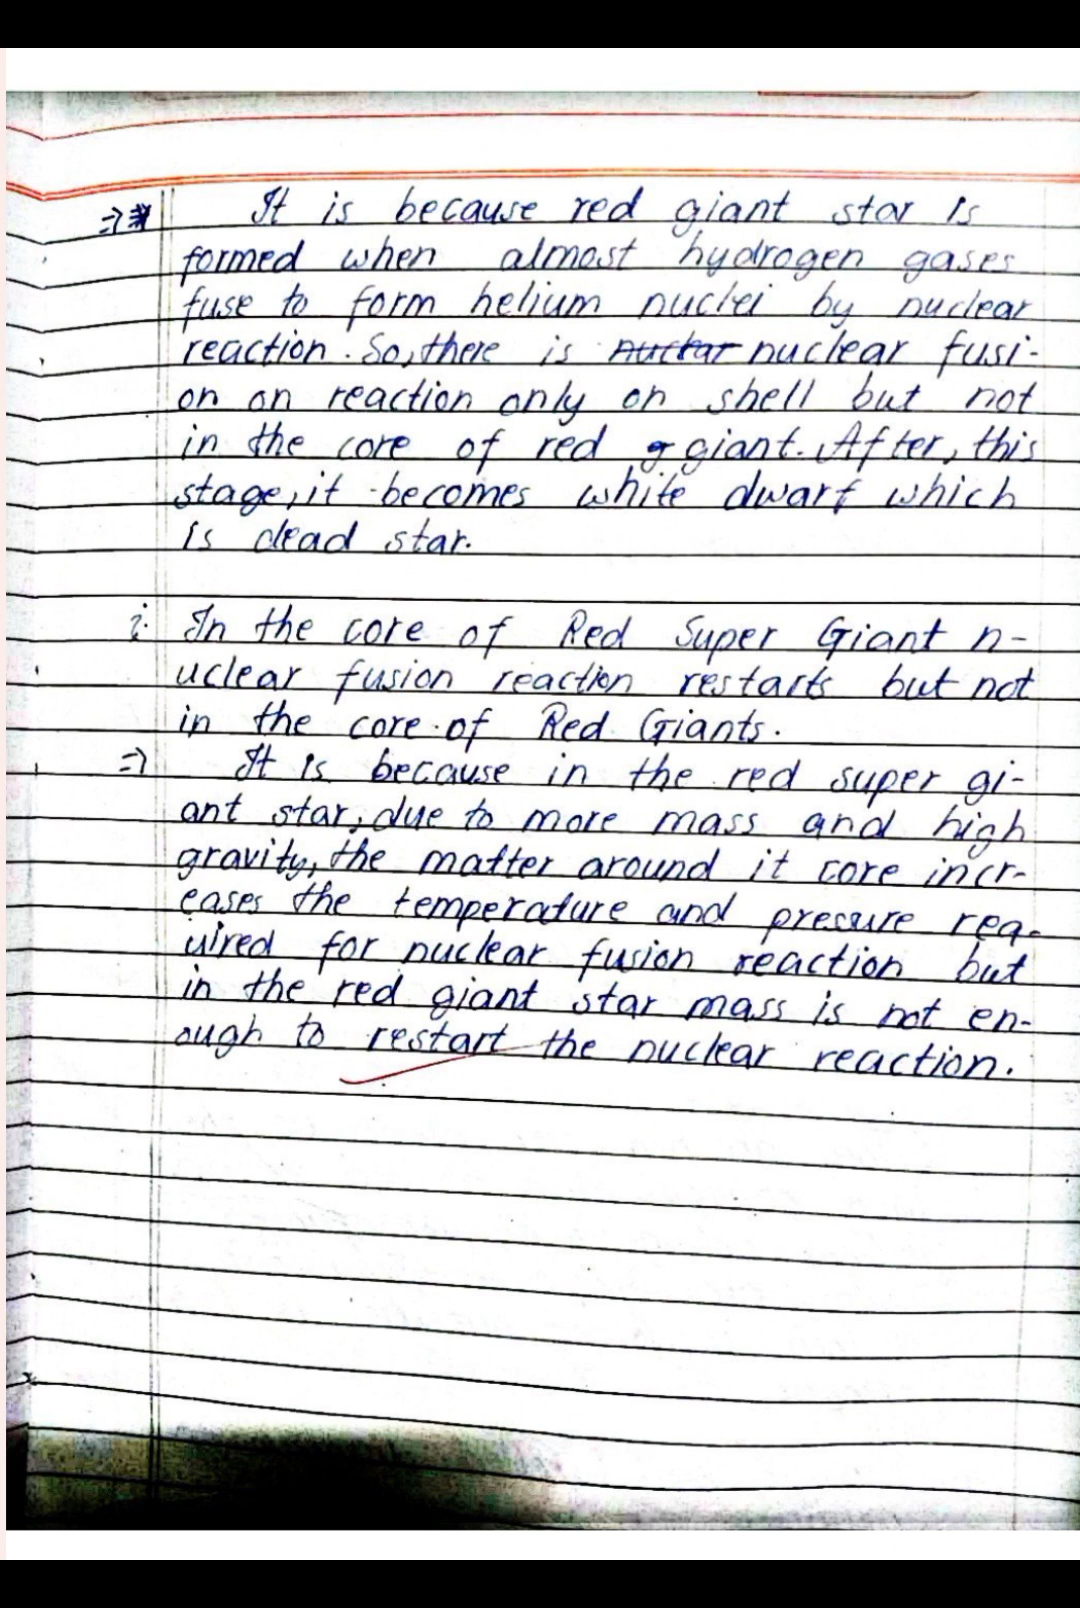 ⇒ It is because red giant star is
formed when almost hydrogen gases
fuse to form helium nuclei by nuclear
reaction. So, there is nuclear fusi-
on on reaction only on shell but not
in the core of red giant. After, this
stage, it becomes white dwarf which
is dead star.
i. In the core of Red Super Giant n-
uclear fusion reaction restarts but not
in the core of Red Giants.
⇒ It is because in the red super gi-
ant star, due to more mass and high
gravity, the matter around it core incr-
eases the temperature and presure req-
uired for nuclear fusion reaction but
in the red giant star mass is not en-
ough to restart the nuclear reaction.